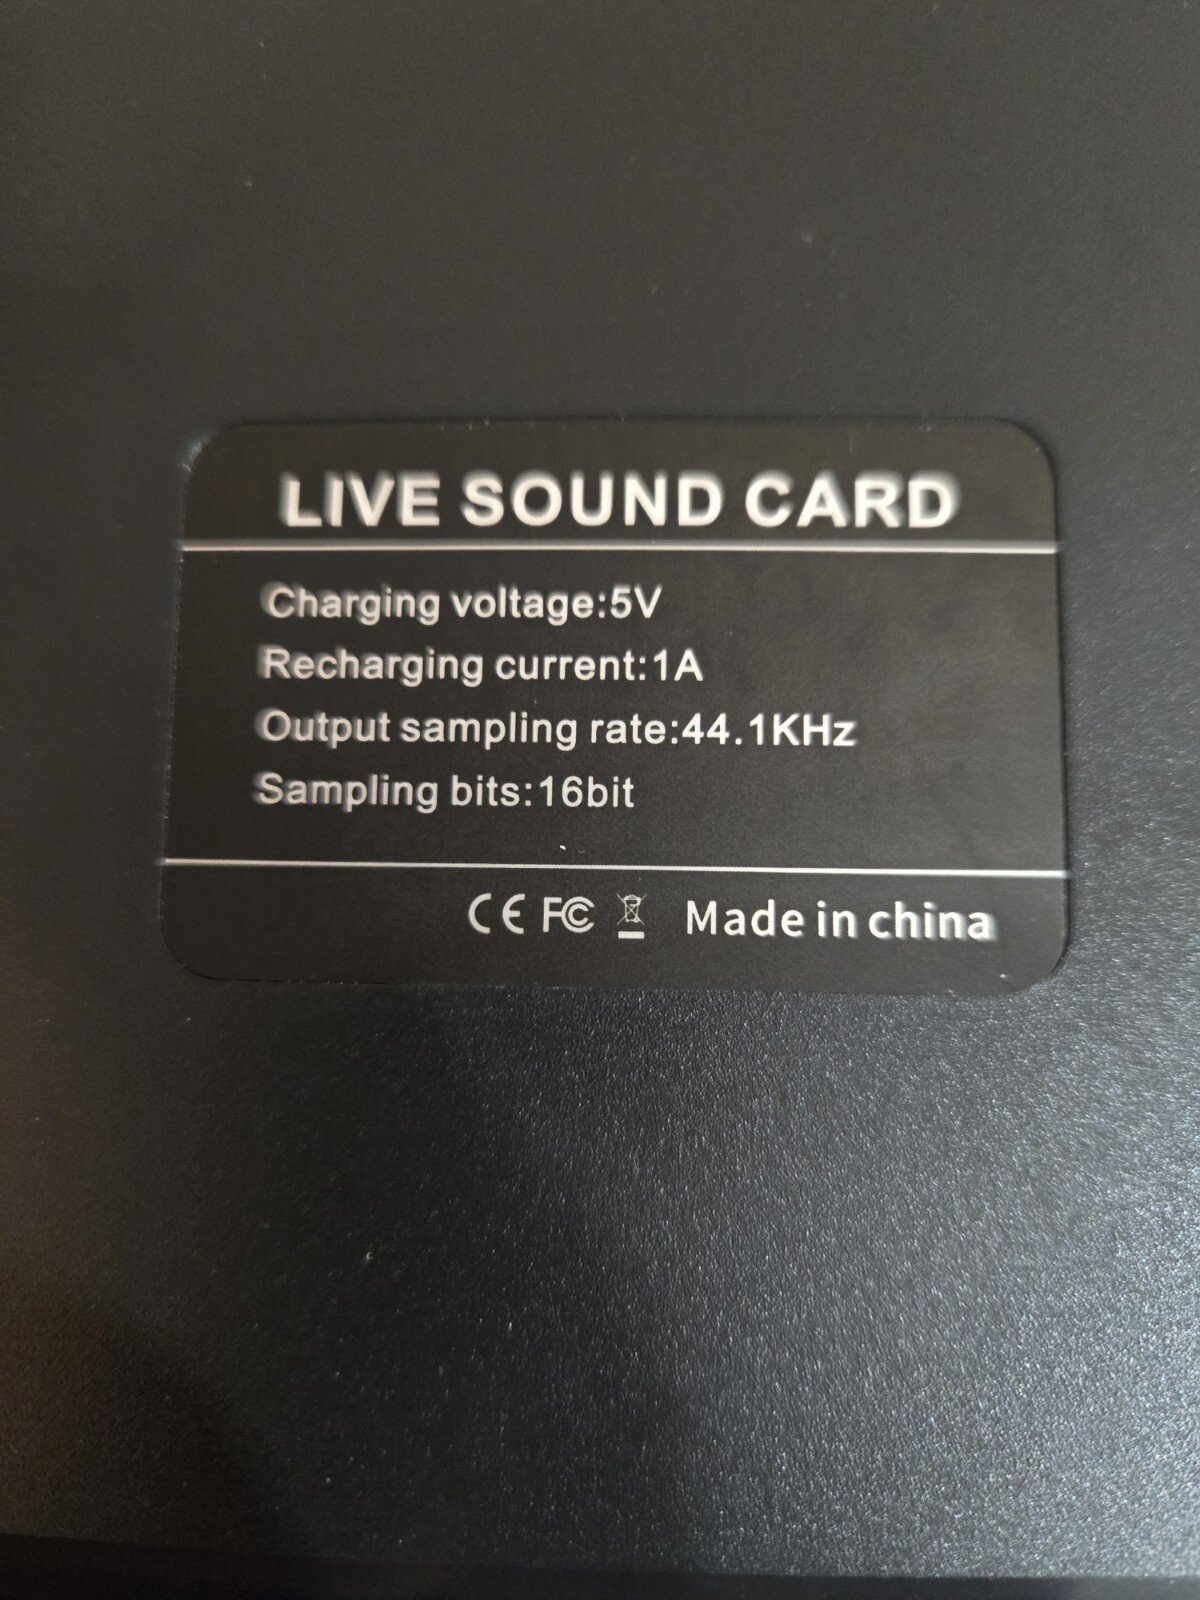 LIVE SOUND CARD
Charging voltage:5V
Recharging current:1A
Output sampling rate:44.1KHz
Sampling bits:16bit
CE FC Made in china